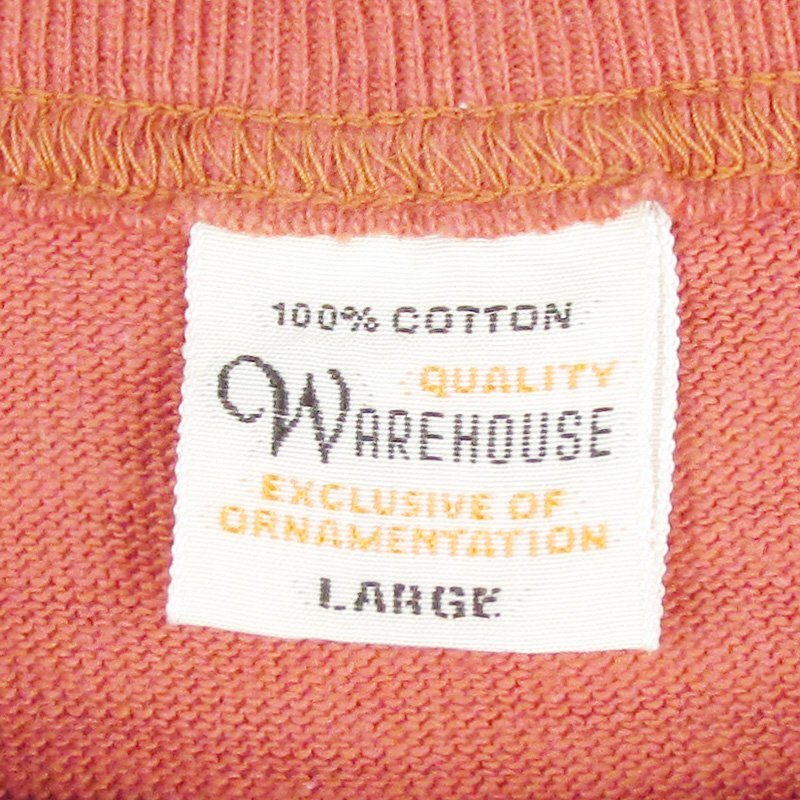 100% COTTON
QUALITY
WAREHOUSE
EXCLUSIVE OF
ORNAMENTATION
LARGE